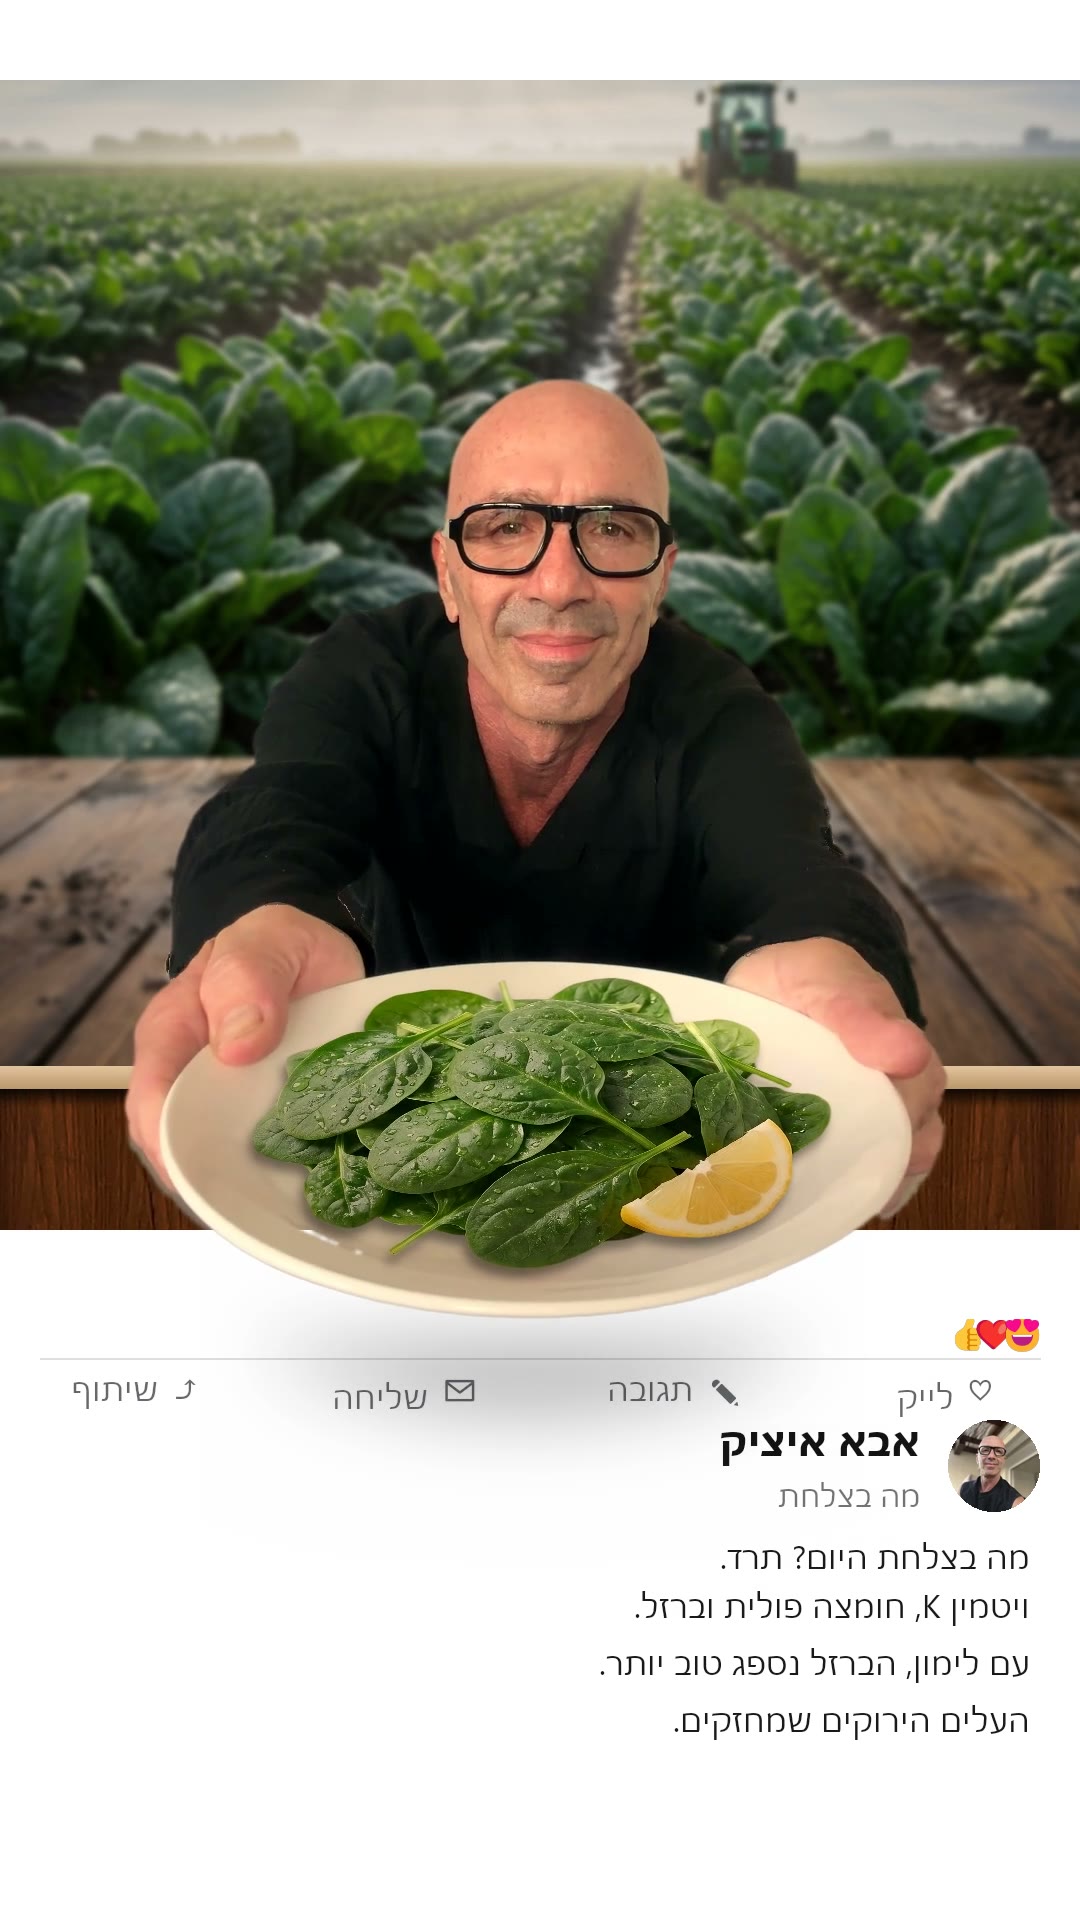 לייק
תגובה
שליחה
שיתוף
אבא איציק
מה בצלחת
מה בצלחת היום? תרד.
ויטמין K, חומצה פולית וברזל.
עם לימון, הברזל נספג טוב יותר.
העלים הירוקים שמחזקים.